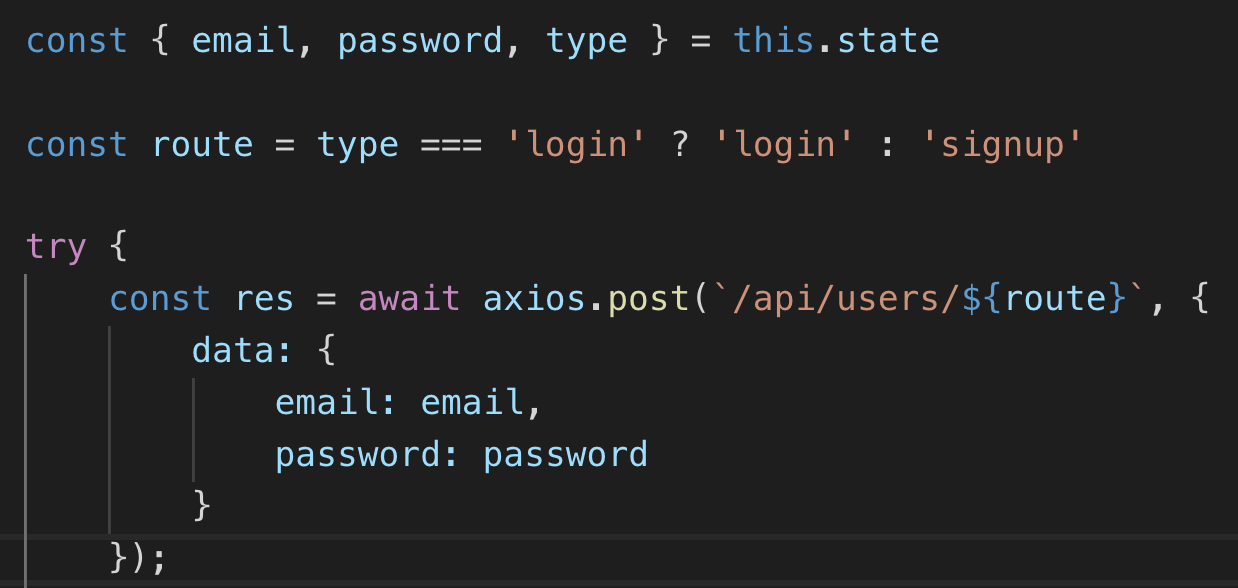 const { email, password, type } = this.state
const route = type === 'login' ? 'login' : 'signup'
try {
    const res = await axios.post(`/api/users/${route}`, {
        data: {
            email: email,
            password: password
        }
    });